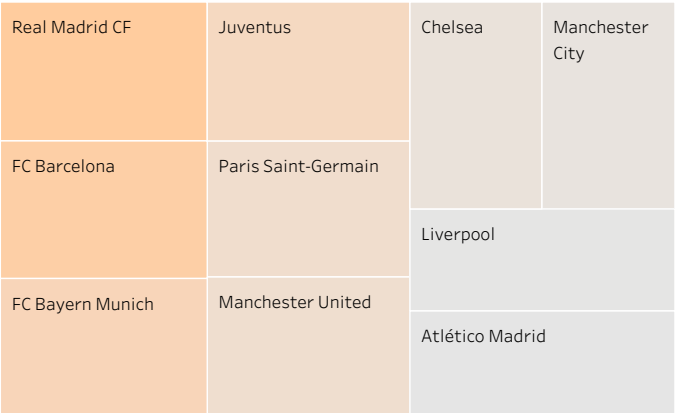 Real Madrid CF
FC Barcelona
FC Bayern Munich
Juventus
Paris Saint-Germain
Manchester United
Chelsea
Manchester
City
Liverpool
Atlético Madrid